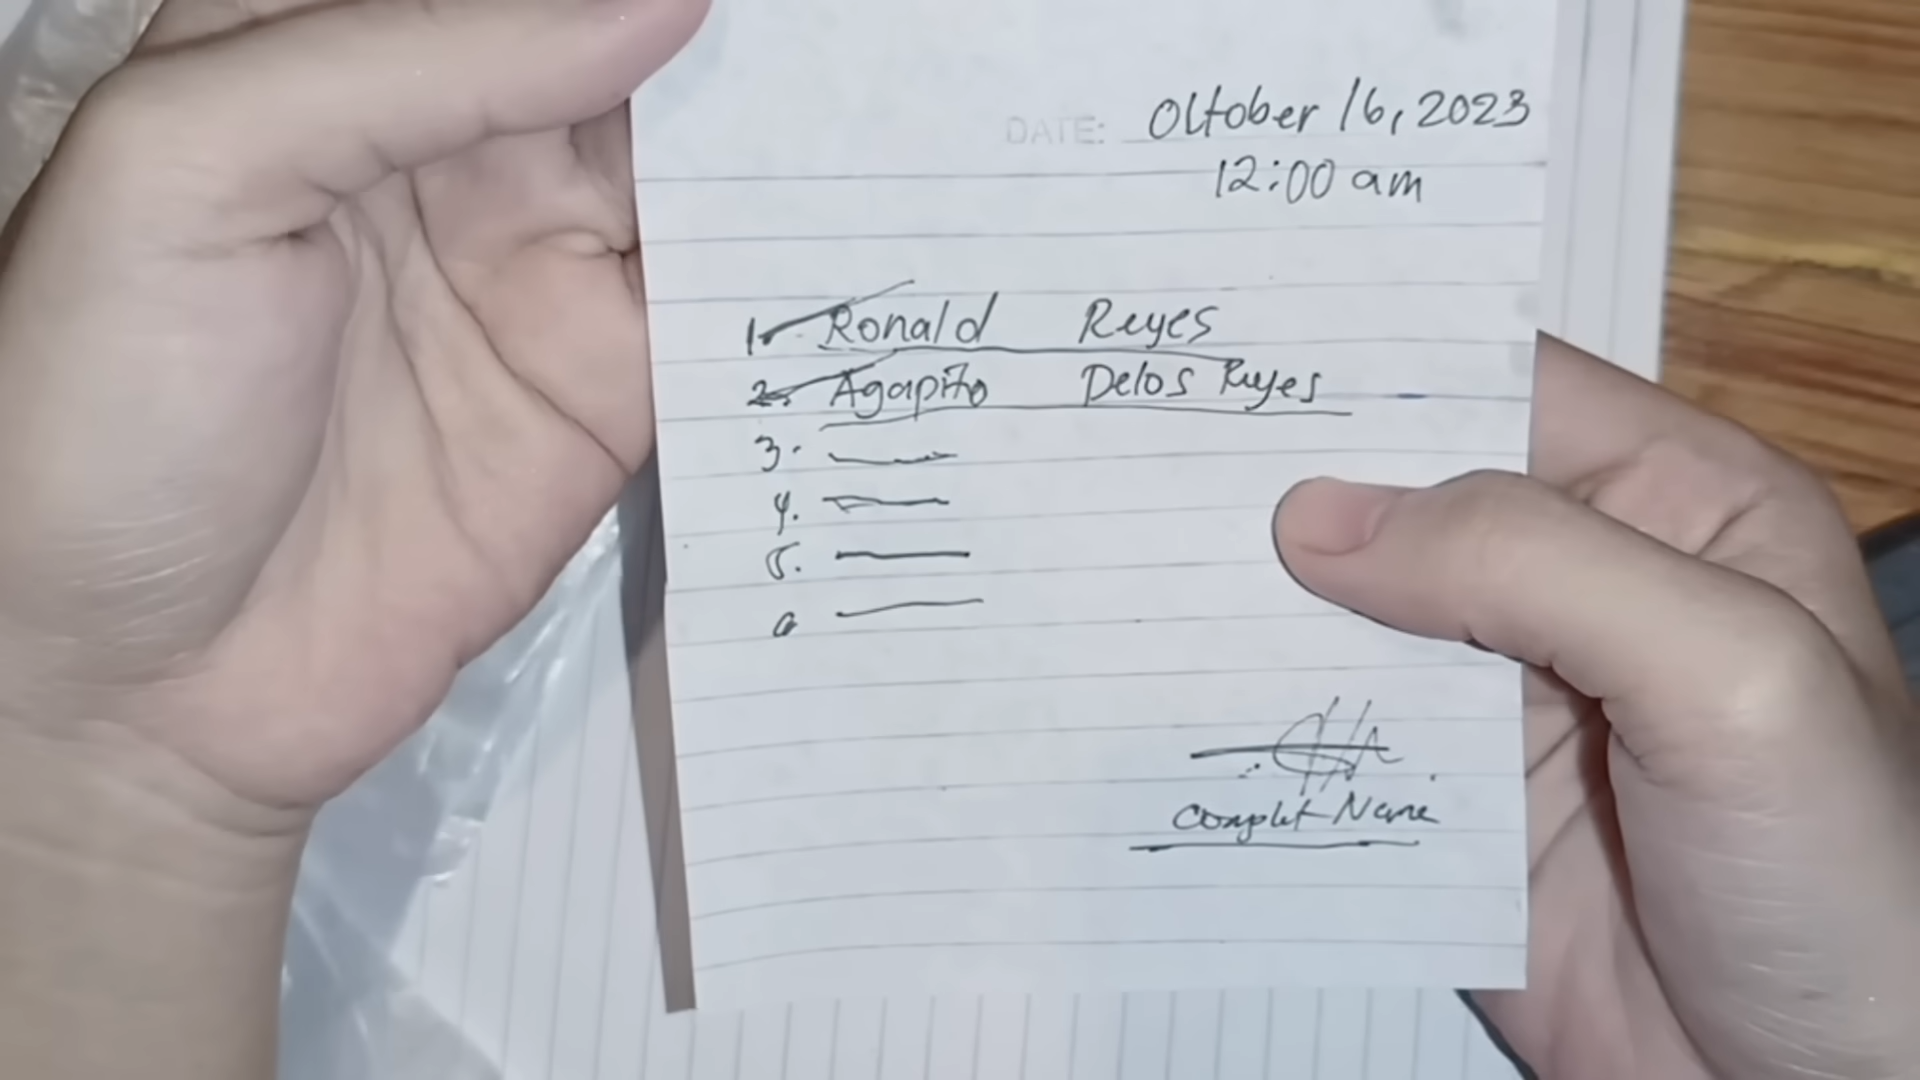 DATE: October 16, 2023
12:00 am
1. Ronald Reyes
2. Agapito Delos Reyes
3.
4.
5.
6
Complet Name